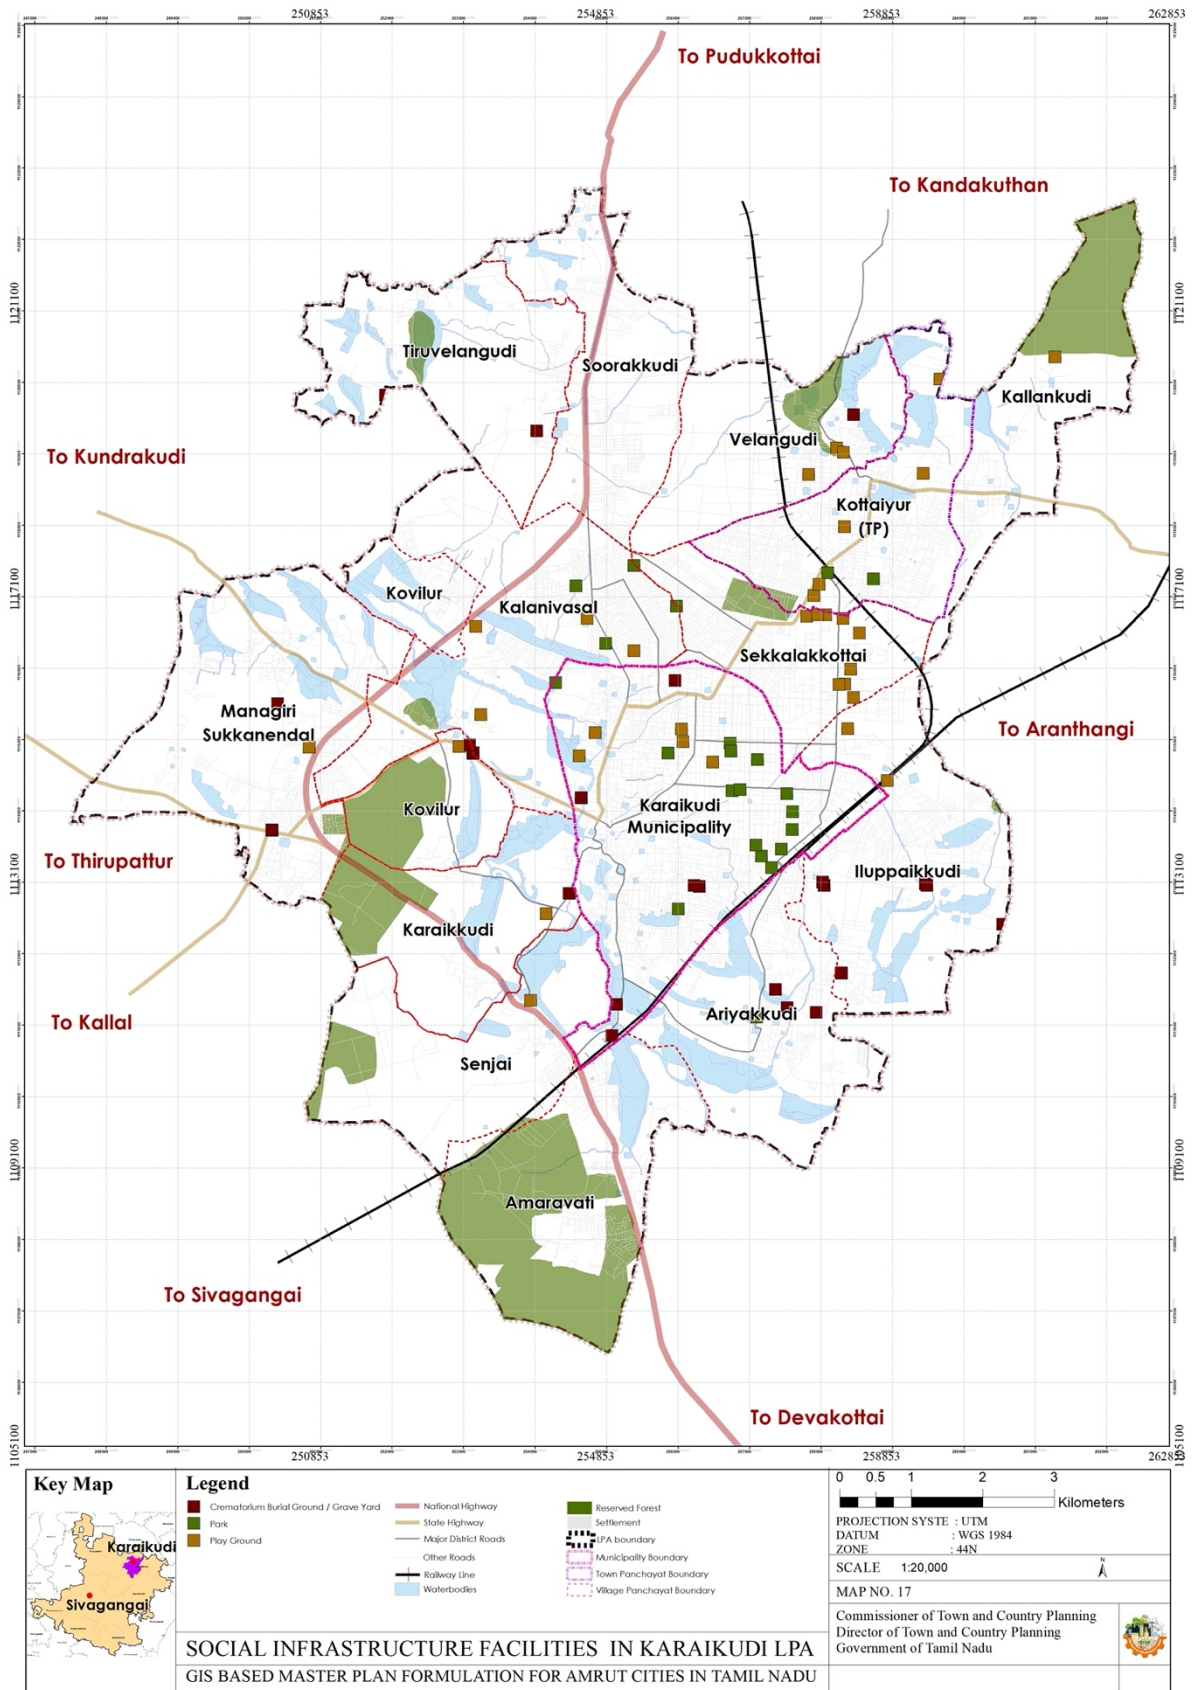 250853 254853 258853 262853
To Pudukkottai
To Kandakuthan
1121100
1121100
Tiruvelangudi
Soorakkudi
Kallankudi
Velangudi
To Kundrakudi
Kottaiyur
(TP)
1117100
1117100
Kovilur
Kalanivasal
Sekkalakkottai
Managiri
Sukkanendal
To Aranthangi
Kovilur
Karaikudi
Municipality
To Thirupattur
Iluppaikkudi
1113100
1113100
Karaikkudi
To Kallal
Ariyakkudi
Senjai
1109100
1109100
Amaravati
To Sivagangai
To Devakottai
1105100
1105100
250853 254853 258853 262853
Key Map
Karaikudi
Sivagangai
Legend
Crematorium Burial Ground / Grave Yard
Park
Play Ground
National Highway
State Highway
Major District Roads
Other Roads
Railway Line
Waterbodies
Reserved Forest
Settlement
LPA boundary
Municipality Boundary
Town Panchayat Boundary
Village Panchayat Boundary
SOCIAL INFRASTRUCTURE FACILITIES IN KARAIKUDI LPA
GIS BASED MASTER PLAN FORMULATION FOR AMRUT CITIES IN TAMIL NADU
0 0.5 1 2 3
Kilometers
PROJECTION SYSTE : UTM
DATUM : WGS 1984
ZONE : 44N
SCALE 1:20,000
N
MAP NO. 17
Commissioner of Town and Country Planning
Director of Town and Country Planning
Government of Tamil Nadu